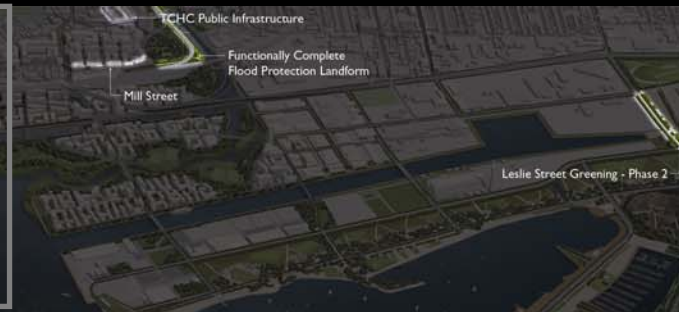 TCHC Public Infrastructure
Functionally Complete
Flood Protection Landform
Mill Street
Leslie Street Greening - Phase 2